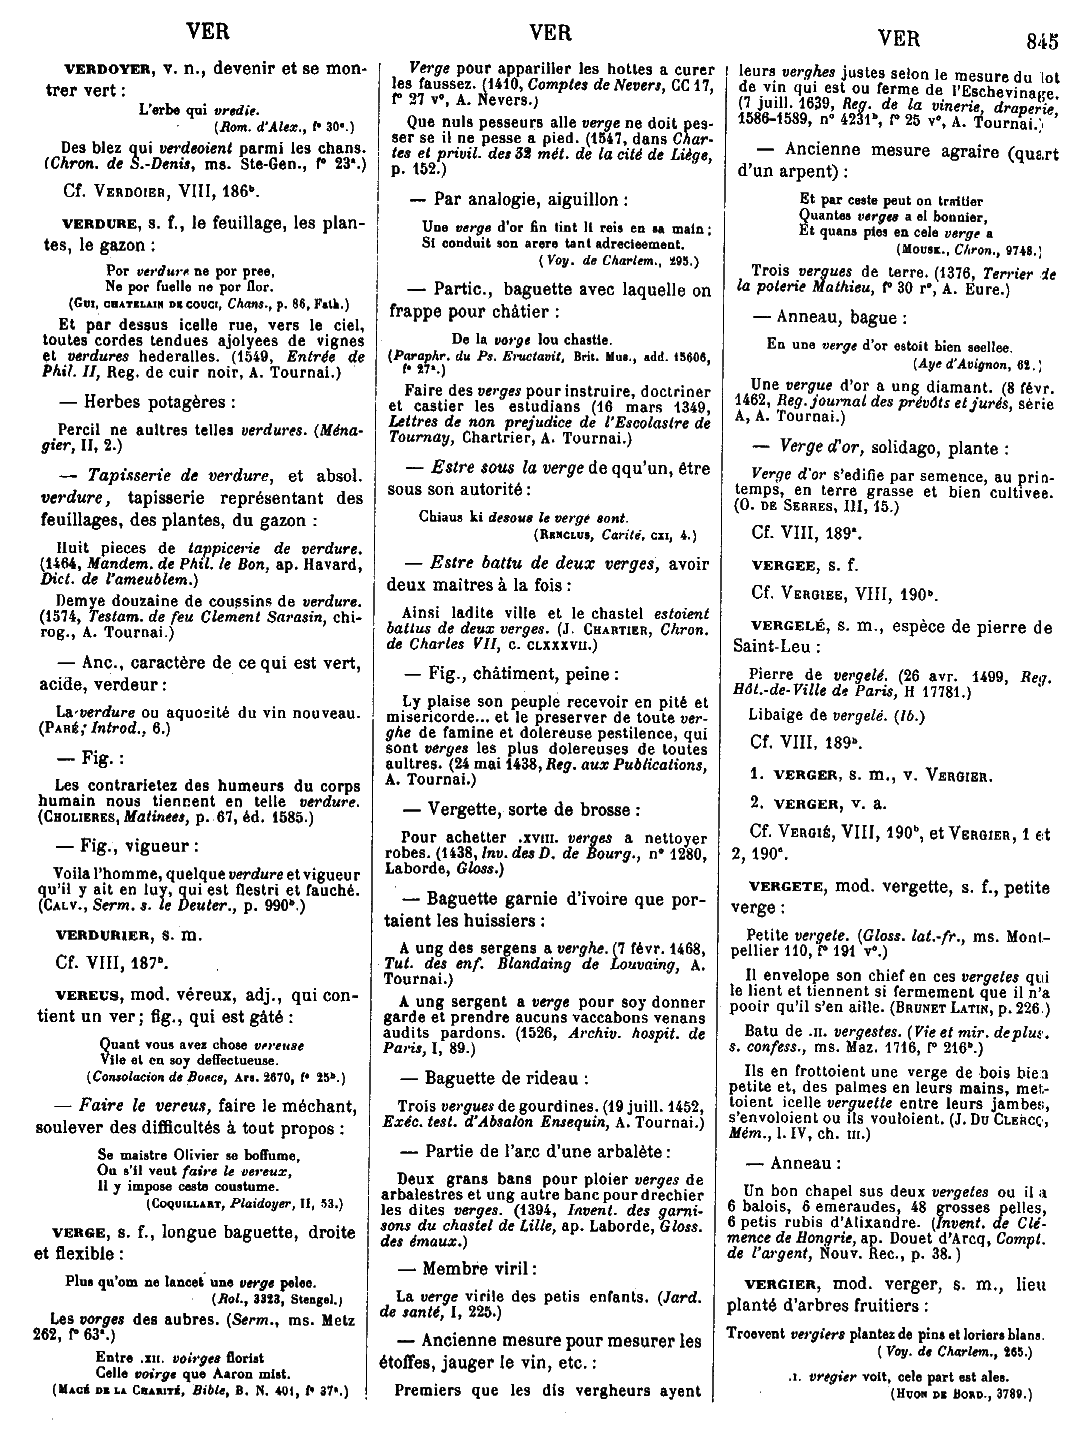 VER
VER
VER
845
VERDOYER, v. n., devenir et se mon-
trer vert :
L'erbe qui vredie.
(Rom. d'Alex., f° 30ᵉ.)
Des blez qui verdeoient parmi les chans.
(Chron. de S.-Denis, ms. Ste-Gen., f° 23ᵃ.)
Cf. VERDOIER, VIII, 186ᵇ.
VERDURE, s. f., le feuillage, les plan-
tes, le gazon :
Por verdure ne por pree,
Ne por fuelle ne por flor.
(GUI, CHATELAIN DE COUCI, Chans., p. 86, Fath.)
Et par dessus icelle rue, vers le ciel,
toutes cordes tendues ajolyees de vignes
et verdures hederalles. (1549, Entrée de
Phil. II, Reg. de cuir noir, A. Tournai.)
— Herbes potagères :
Percil ne aultres telles verdures. (Ména-
gier, II, 2.)
— Tapisserie de verdure, et absol.
verdure, tapisserie représentant des
feuillages, des plantes, du gazon :
Huit pieces de tappicerie de verdure.
(1464, Mandem. de Phil. le Bon, ap. Havard,
Dict. de l'ameublem.)
Demye douzaine de coussins de verdure.
(1574, Testam. de feu Clement Sarasin, chi-
rog., A. Tournai.)
— Anc., caractère de ce qui est vert,
acide, verdeur :
La verdure ou aquosité du vin nouveau.
(PARÉ, Introd., 6.)
— Fig. :
Les contrarietez des humeurs du corps
humain nous tiennent en telle verdure.
(CHOLIERES, Matinees, p. 67, éd. 1585.)
— Fig., vigueur :
Voila l'homme, quelque verdure et vigueur
qu'il y ait en luy, qui est flestri et fauché.
(CALV., Serm. s. le Deuter., p. 990ᵇ.)
VERDURIER, s. m.
Cf. VIII, 187ᵇ.
VEREUS, mod. véreux, adj., qui con-
tient un ver ; fig., qui est gâté :
Quant vous avez chose vereuse
Vile et en soy deffectueuse.
(Consolacion de Boece, Ars. 2670, f° 25ᵇ.)
— Faire le vereus, faire le méchant,
soulever des difficultés à tout propos :
Se maistre Olivier se boffume,
Ou s'il veut faire le vereux,
Il y impose ceste coustume.
(COQUILLART, Plaidoyer, II, 53.)
VERGE, s. f., longue baguette, droite
et flexible :
Plus qu'om ne lancet une verge pelee.
(Rol., 3323, Stengel.)
Les vorges des aubres. (Serm., ms. Metz
262, f° 63ᵃ.)
Entre .XII. voirges florist
Celle voirge que Aaron mist.
(MACÉ DE LA CHARITÉ, Bible, B. N. 401, f° 37ᵃ.)
Verge pour apparillier les hottes a curer
les faussez. (1410, Comptes de Nevers, CC 17,
f° 27 v°, A. Nevers.)
Que nuls pesseurs alle verge ne doit pes-
ser se il ne pesse a pied. (1547, dans Char-
tes et privil. des 32 mét. de la cité de Liège,
p. 152.)
— Par analogie, aiguillon :
Une verge d'or fin tint li reis en sa main ;
Si conduit son arere tant adrecieement.
(Voy. de Charlem., 295.)
— Partic., baguette avec laquelle on
frappe pour châtier :
De la vorge lou chastie.
(Paraphr. du Ps. Eructavit, Brit. Mus., add. 15606,
f° 27ᵃ.)
Faire des verges pour instruire, doctriner
et castier les estudians (16 mars 1349,
Lettres de non prejudice de l'Escolastre de
Tournay, Chartrier, A. Tournai.)
— Estre sous la verge de qqu'un, être
sous son autorité :
Chiaus ki desous le verge sont.
(RENCLUS, Carité, CXI, 4.)
— Estre battu de deux verges, avoir
deux maîtres à la fois :
Ainsi ladite ville et le chastel estoient
battus de deux verges. (J. CHARTIER, Chron.
de Charles VII, c. CLXXXVII.)
— Fig., châtiment, peine :
Ly plaise son peuple recevoir en pité et
misericorde... et le preserver de toute ver-
ghe de famine et dolereuse pestilence, qui
sont verges les plus dolereuses de toutes
aultres. (24 mai 1438, Reg. aux Publications,
A. Tournai.)
— Vergette, sorte de brosse :
Pour achetter .XVIII. verges a nettoyer
robes. (1438, Inv. des D. de Bourg., n° 1280,
Laborde, Gloss.)
— Baguette garnie d'ivoire que por-
taient les huissiers :
A ung des sergens a verghe. (7 févr. 1468,
Tut. des enf. Blandaing de Louvaing, A.
Tournai.)
A ung sergent a verge pour soy donner
garde et prendre aucuns vaccabons venans
audits pardons. (1526, Archiv. hospit. de
Paris, I, 89.)
— Baguette de rideau :
Trois vergues de gourdines. (19 juill. 1452,
Exéc. test. d'Absalon Ensequin, A. Tournai.)
— Partie de l'arc d'une arbalète :
Deux grans bans pour ploier verges de
arbalestres et ung autre banc pour drechier
les dites verges. (1394, Invent. des garni-
sons du chastel de Lille, ap. Laborde, Gloss.
des émaux.)
— Membre viril :
La verge virile des petis enfants. (Jard.
de santé, I, 225.)
— Ancienne mesure pour mesurer les
étoffes, jauger le vin, etc. :
Premiers que les dis vergheurs ayent
leurs verghes justes selon le mesure du lot
de vin qui est ou ferme de l'Eschevinage.
(7 juill. 1639, Reg. de la vinerie, draperie,
1586-1589, n° 4231ᵇ, f° 25 v°, A. Tournai.)
— Ancienne mesure agraire (quart
d'un arpent) :
Et par ceste peut on traitier
Quantes verges a el bonnier,
Et quans pies en cele verge a
(MOUSK., Chron., 9748.)
Trois vergues de terre. (1376, Terrier de
la poterie Mathieu, f° 30 r°, A. Eure.)
— Anneau, bague :
En une verge d'or estoit bien seellee.
(Aye d'Avignon, 62.)
Une vergue d'or a ung diamant. (8 févr.
1462, Reg. journal des prévôts et jurés, série
A, A. Tournai.)
— Verge d'or, solidago, plante :
Verge d'or s'edifie par semence, au prin-
temps, en terre grasse et bien cultivee.
(O. DE SERRES, III, 15.)
Cf. VIII, 189ᵃ.
VERGEE, s. f.
Cf. VERGIEE, VIII, 190ᵇ.
VERGELÉ, s. m., espèce de pierre de
Saint-Leu :
Pierre de vergelé. (26 avr. 1499, Reg.
Hôt.-de-Ville de Paris, H 17781.)
Libaige de vergelé. (Ib.)
Cf. VIII, 189ᵇ.
1. VERGER, s. m., v. VERGIER.
2. VERGER, v. a.
Cf. VERGIÉ, VIII, 190ᵇ, et VERGIER, 1 et
2, 190ᶜ.
VERGETE, mod. vergette, s. f., petite
verge :
Petite vergete. (Gloss. lat.-fr., ms. Mont-
pellier 110, f° 191 v°.)
Il envelope son chief en ces vergetes qui
le lient et tiennent si fermement que il n'a
pooir qu'il s'en aille. (BRUNET LATIN, p. 226.)
Batu de .II. vergestes. (Vie et mir. de plus.
s. confess., ms. Maz. 1716, f° 216ᵇ.)
Ils en frottoient une verge de bois bien
petite et, des palmes en leurs mains, met-
toient icelle verguette entre leurs jambes,
s'envoloient ou ils vouloient. (J. DU CLERCQ,
Mém., l. IV, ch. III.)
— Anneau :
Un bon chapel sus deux vergetes ou il a
6 balois, 6 emeraudes, 48 grosses pelles,
6 petis rubis d'Alixandre. (Invent. de Clé-
mence de Hongrie, ap. Douet d'Arcq, Compt.
de l'argent, Nouv. Rec., p. 38.)
VERGIER, mod. verger, s. m., lieu
planté d'arbres fruitiers :
Troevent vergiers plantez de pins et loriers blans.
(Voy. de Charlem., 265.)
.I. vregier voit, cele part est ales.
(HUON DE BORD., 3789.)